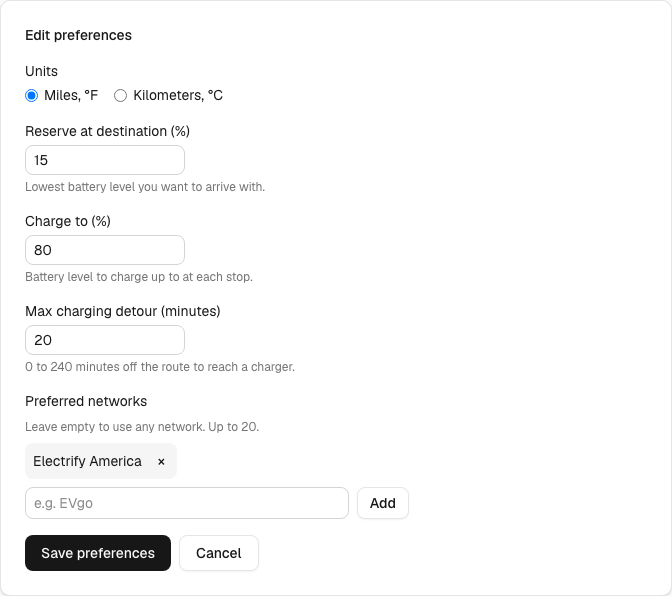 Edit preferences
Units
Miles, °F Kilometers, °C
Reserve at destination (%)
15
Lowest battery level you want to arrive with.
Charge to (%)
80
Battery level to charge up to at each stop.
Max charging detour (minutes)
20
0 to 240 minutes off the route to reach a charger.
Preferred networks
Leave empty to use any network. Up to 20.
Electrify America ×
e.g. EVgo Add
Save preferences Cancel